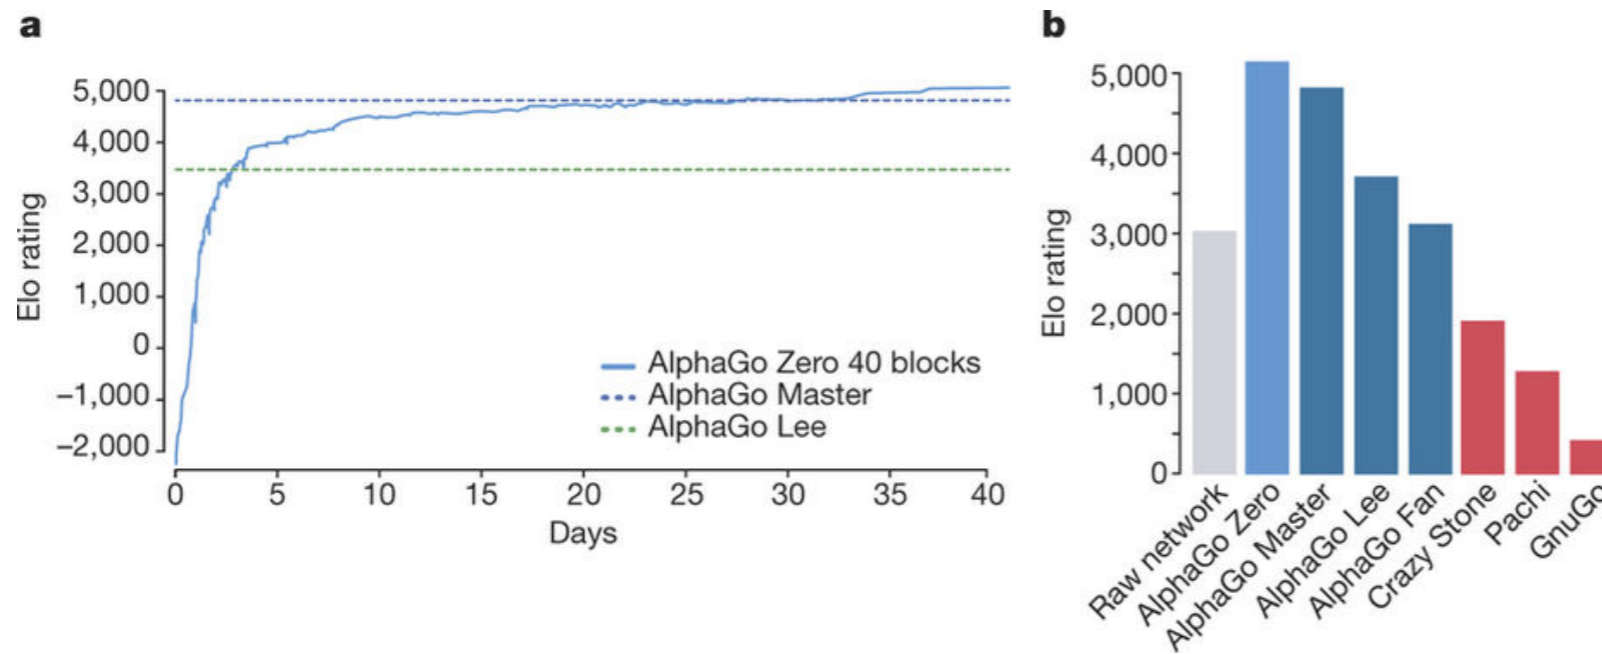 a
Elo rating
5,000
4,000
3,000
2,000
1,000
0
−1,000
−2,000
AlphaGo Zero 40 blocks
AlphaGo Master
AlphaGo Lee
0 5 10 15 20 25 30 35 40
Days
b
Elo rating
5,000
4,000
3,000
2,000
1,000
0
Raw network
AlphaGo Zero
AlphaGo Master
AlphaGo Lee
AlphaGo Fan
Crazy Stone
Pachi
GnuGo